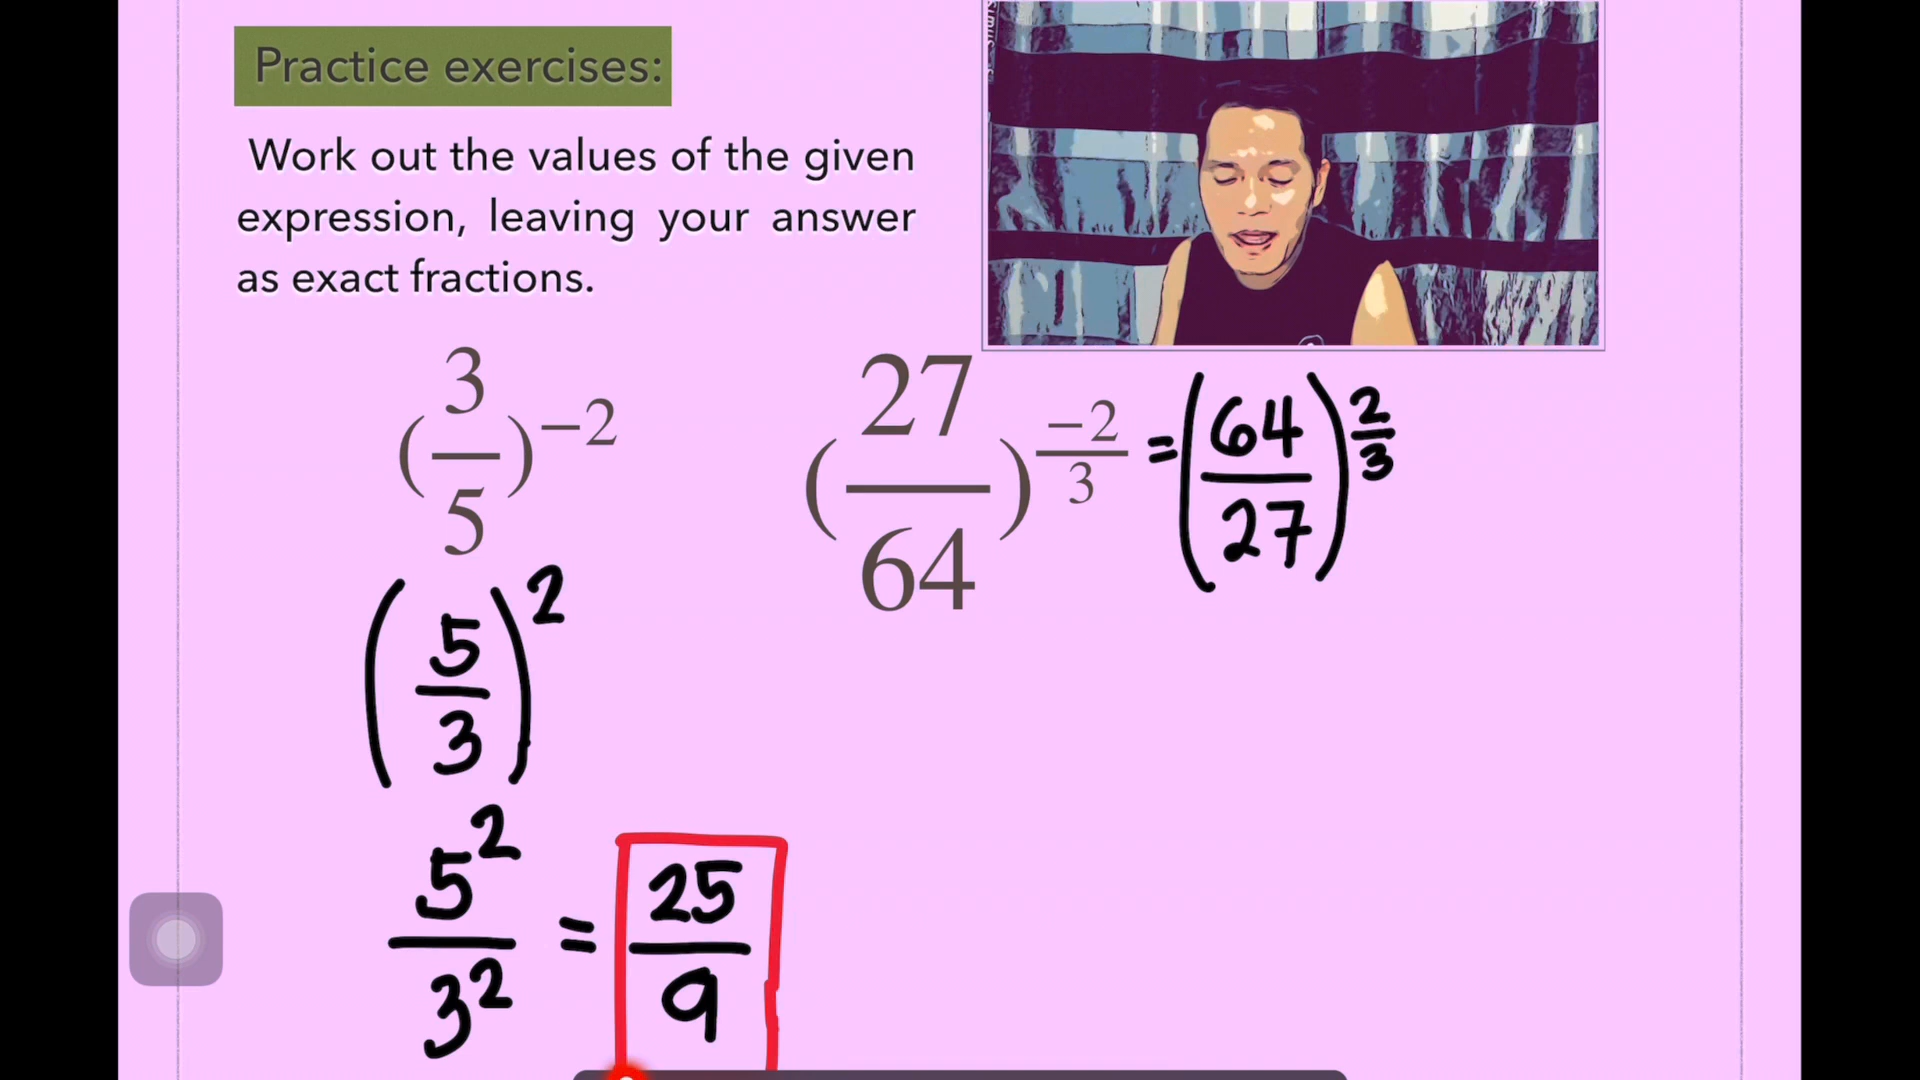 Practice exercises:
Work out the values of the given
expression, leaving your answer
as exact fractions.
(3/5)^−2
(27/64)^(−2/3) = (64/27)^(2/3)
(5/3)^2
5^2/3^2 = 25/9